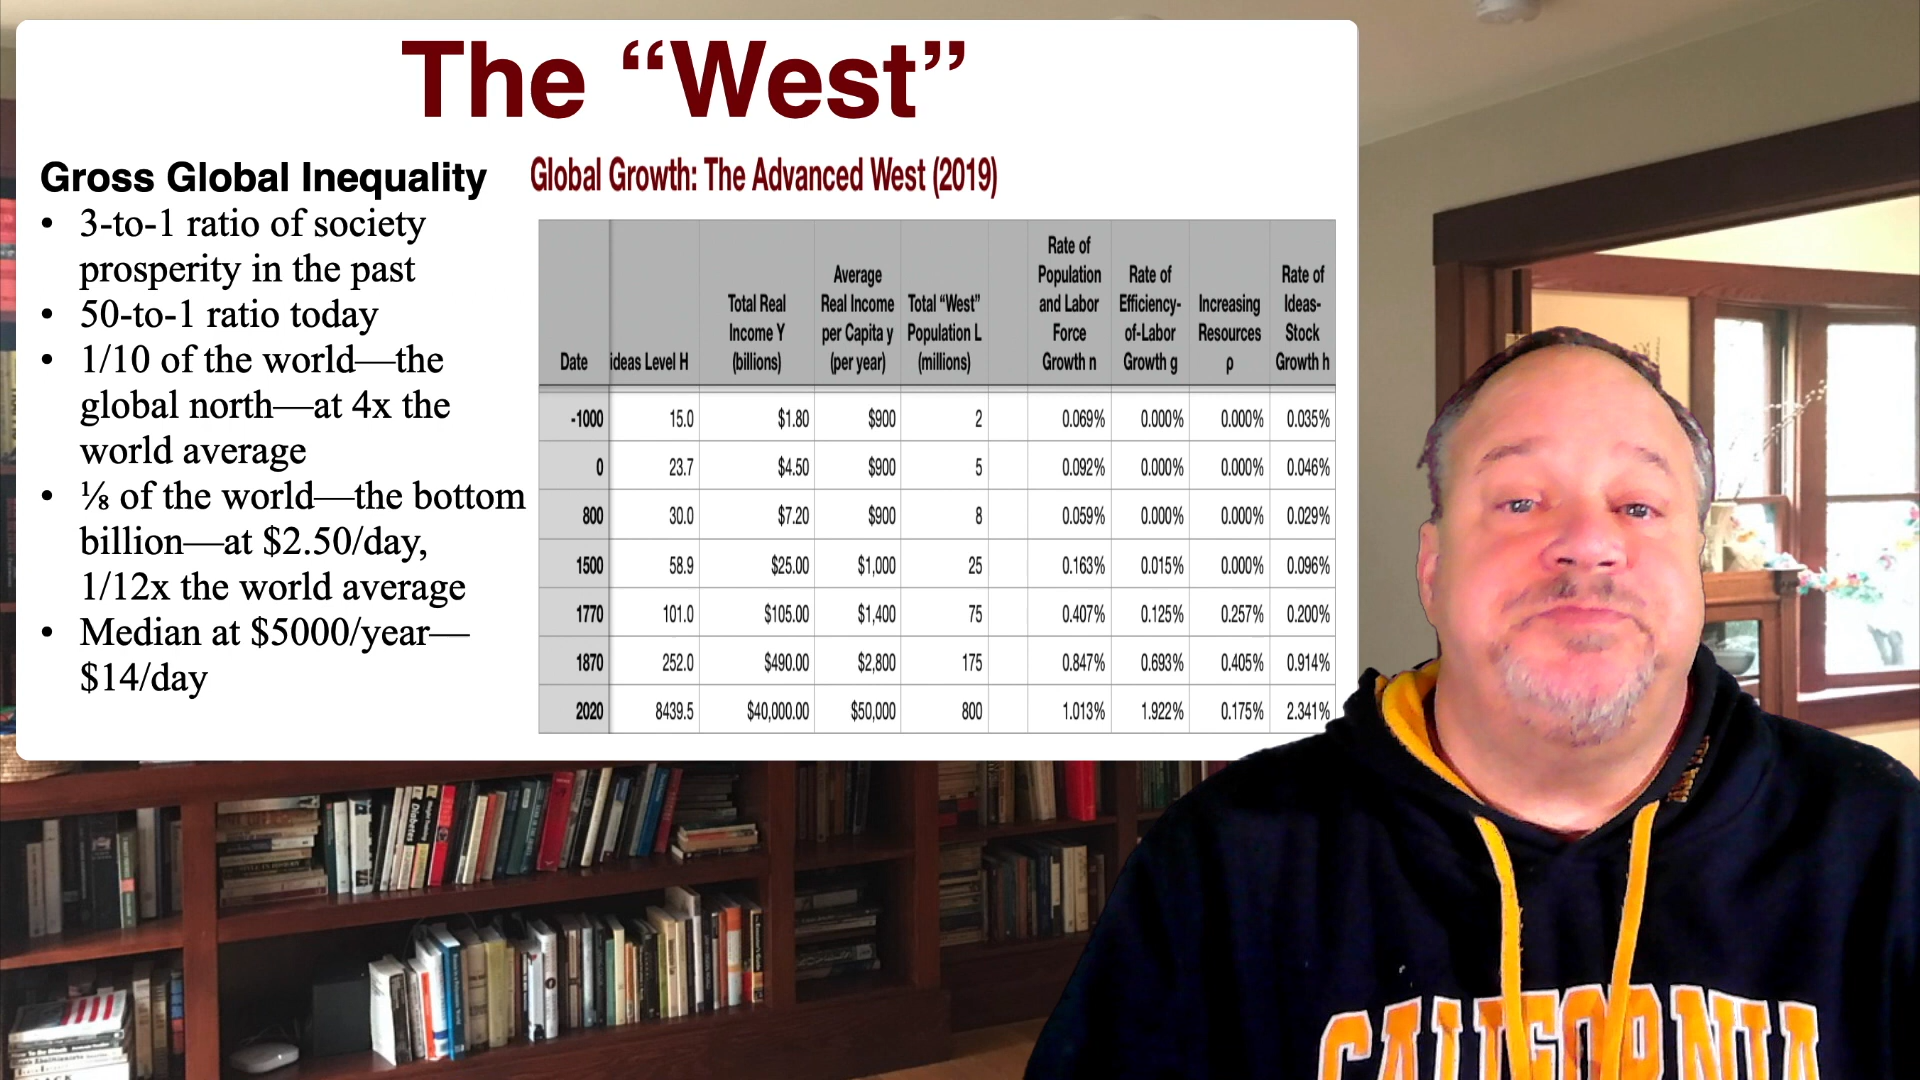 The “West”
Gross Global Inequality
• 3-to-1 ratio of society
prosperity in the past
• 50-to-1 ratio today
• 1/10 of the world—the
global north—at 4x the
world average
• ⅛ of the world—the bottom
billion—at $2.50/day,
1/12x the world average
• Median at $5000/year—
$14/day
Global Growth: The Advanced West (2019)
Date ideas Level H Total Real Income Y (billions) Average Real Income per Capita y (per year) Total “West” Population L (millions) Rate of Population and Labor Force Growth n Rate of Efficiency-of-Labor Growth g Increasing Resources ρ Rate of Ideas-Stock Growth h
-1000 15.0 $1.80 $900 2 0.069% 0.000% 0.000% 0.035%
0 23.7 $4.50 $900 5 0.092% 0.000% 0.000% 0.046%
800 30.0 $7.20 $900 8 0.059% 0.000% 0.000% 0.029%
1500 58.9 $25.00 $1,000 25 0.163% 0.015% 0.000% 0.096%
1770 101.0 $105.00 $1,400 75 0.407% 0.125% 0.257% 0.200%
1870 252.0 $490.00 $2,800 175 0.847% 0.693% 0.405% 0.914%
2020 8439.5 $40,000.00 $50,000 800 1.013% 1.922% 0.175% 2.341%
Diabetes
CALIFORNIA